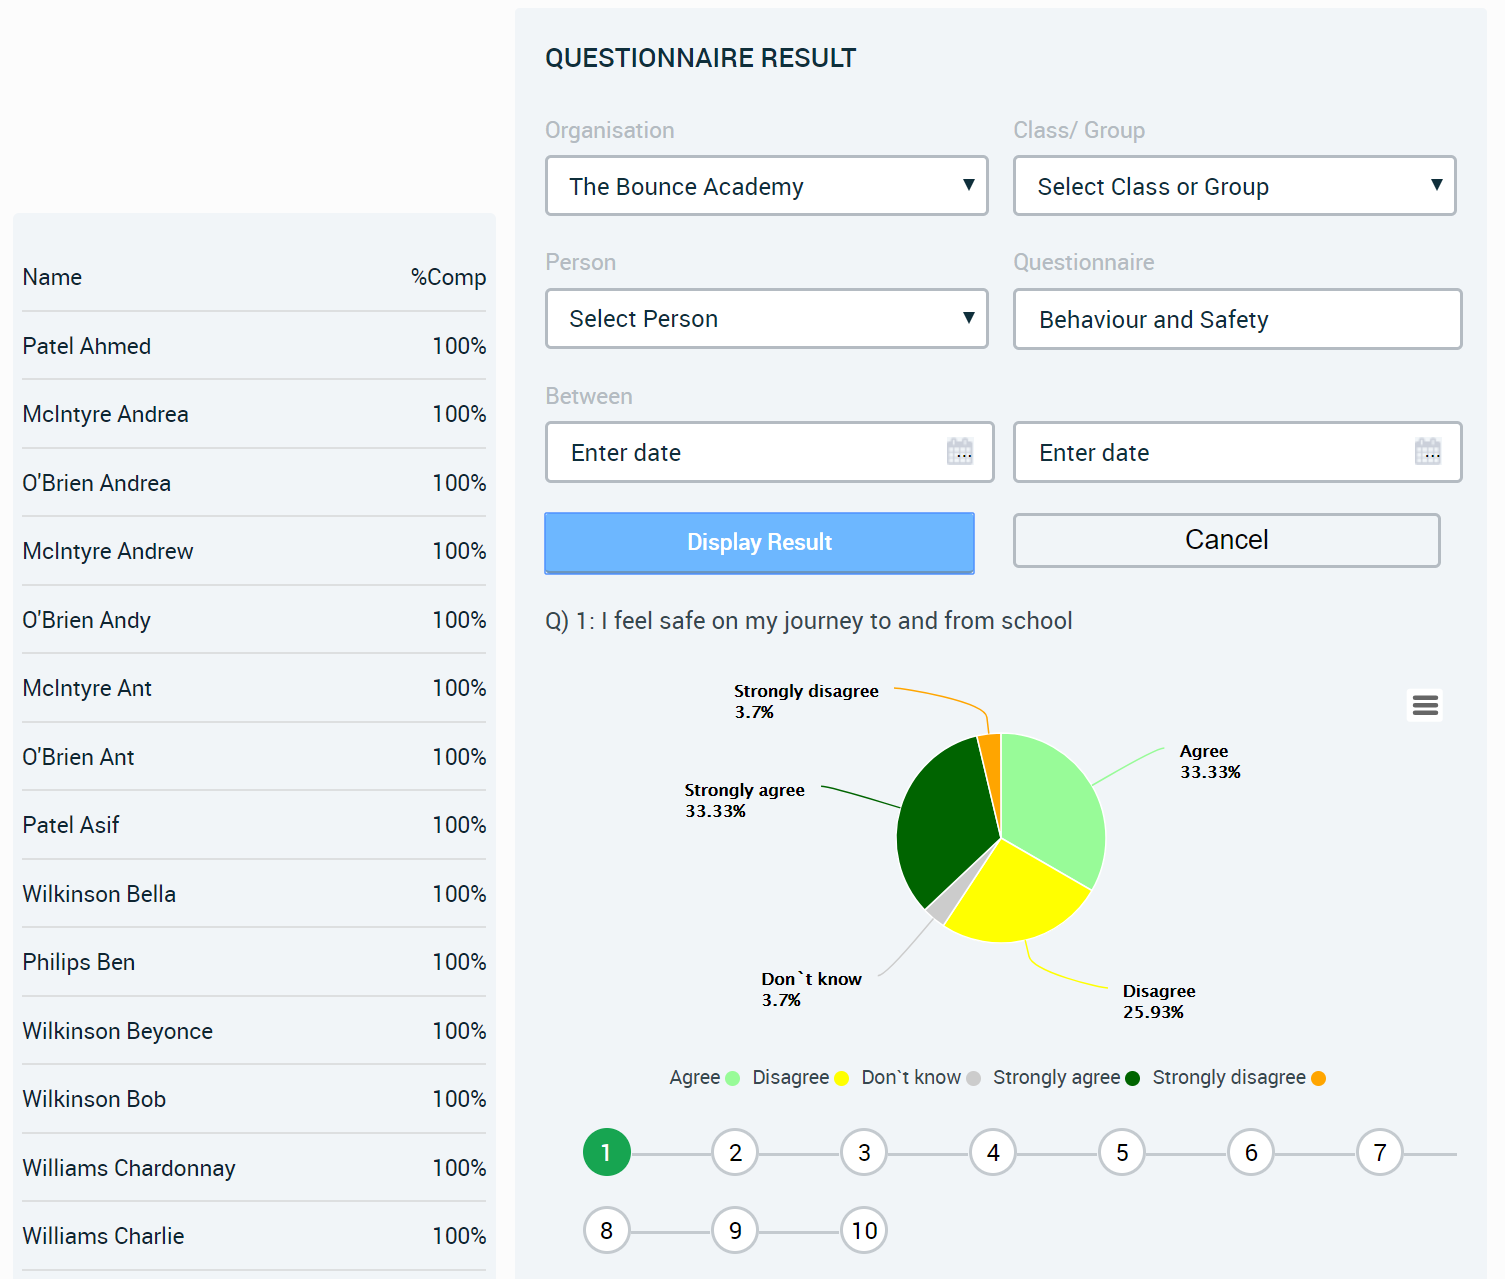 Name %Comp
Patel Ahmed 100%
McIntyre Andrea 100%
O'Brien Andrea 100%
McIntyre Andrew 100%
O'Brien Andy 100%
McIntyre Ant 100%
O'Brien Ant 100%
Patel Asif 100%
Wilkinson Bella 100%
Philips Ben 100%
Wilkinson Beyonce 100%
Wilkinson Bob 100%
Williams Chardonnay 100%
Williams Charlie 100%
QUESTIONNAIRE RESULT
Organisation Class/ Group
The Bounce Academy Select Class or Group
Person Questionnaire
Select Person Behaviour and Safety
Between
Enter date Enter date
Display Result Cancel
Q) 1: I feel safe on my journey to and from school
Strongly disagree
3.7%
Agree
33.33%
Strongly agree
33.33%
Don`t know
3.7%
Disagree
25.93%
Agree Disagree Don`t know Strongly agree Strongly disagree
1 2 3 4 5 6 7
8 9 10